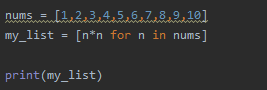 nums = [1,2,3,4,5,6,7,8,9,10]
my_list = [n*n for n in nums]
print(my_list)